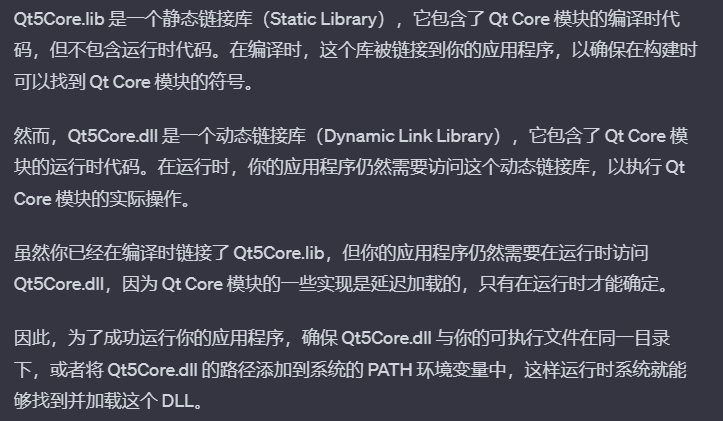 Qt5Core.lib 是一个静态链接库（Static Library），它包含了 Qt Core 模块的编译时代
码，但不包含运行时代码。在编译时，这个库被链接到你的应用程序，以确保在构建时
可以找到 Qt Core 模块的符号。
然而，Qt5Core.dll 是一个动态链接库（Dynamic Link Library），它包含了 Qt Core 模
块的运行时代码。在运行时，你的应用程序仍然需要访问这个动态链接库，以执行 Qt
Core 模块的实际操作。
虽然你已经在编译时链接了 Qt5Core.lib，但你的应用程序仍然需要在运行时访问
Qt5Core.dll，因为 Qt Core 模块的一些实现是延迟加载的，只有在运行时才能确定。
因此，为了成功运行你的应用程序，确保 Qt5Core.dll 与你的可执行文件在同一目录
下，或者将 Qt5Core.dll 的路径添加到系统的 PATH 环境变量中，这样运行时系统就能
够找到并加载这个 DLL。